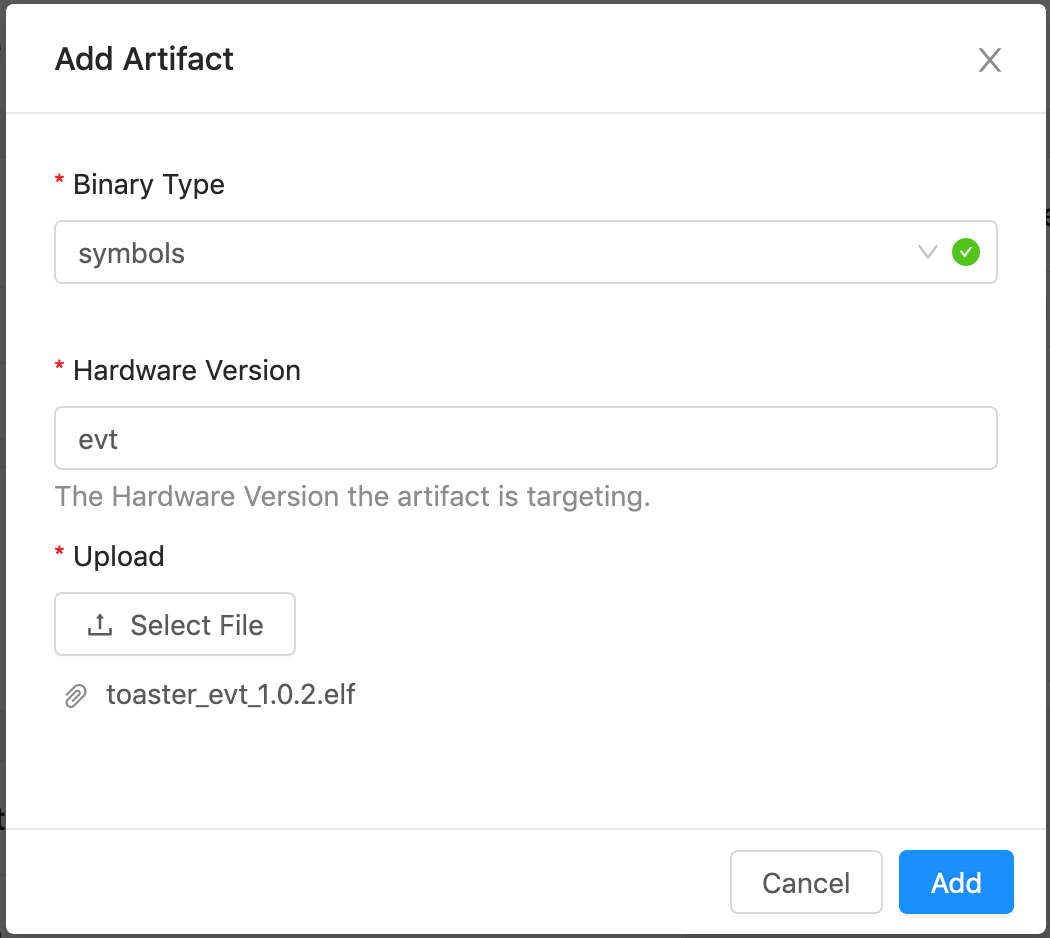 Add Artifact
* Binary Type
symbols
* Hardware Version
evt
The Hardware Version the artifact is targeting.
* Upload
Select File
toaster_evt_1.0.2.elf
Cancel
Add